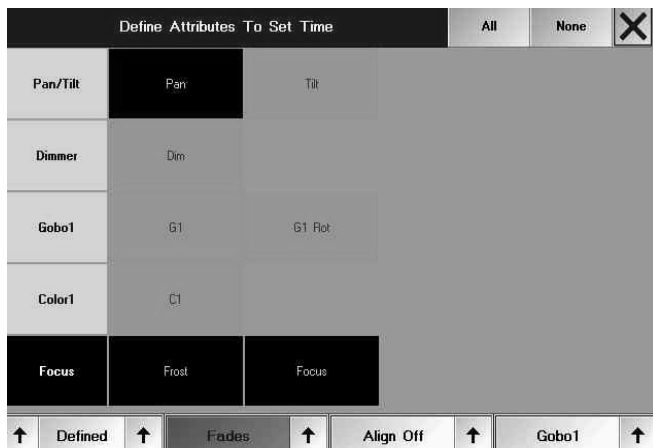 Define Attributes To Set Time All None
Pan/Tilt Pan Tilt
Dimmer Dim
Gobo1 G1 G1 Rot
Color1 C1
Focus Frost Focus
Defined Fades Align Off Gobo1